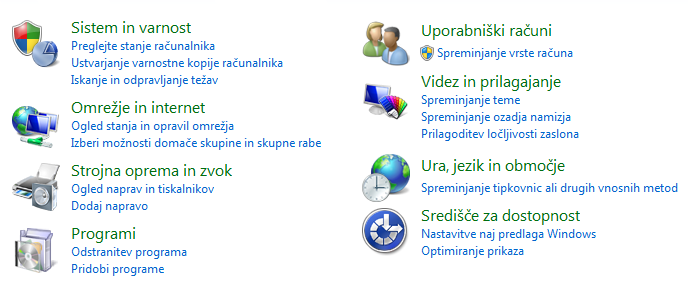 Sistem in varnost
Preglejte stanje računalnika
Ustvarjanje varnostne kopije računalnika
Iskanje in odpravljanje težav
Omrežje in internet
Ogled stanja in opravil omrežja
Izberi možnosti domače skupine in skupne rabe
Strojna oprema in zvok
Ogled naprav in tiskalnikov
Dodaj napravo
Programi
Odstranitev programa
Pridobi programe
Uporabniški računi
Spreminjanje vrste računa
Videz in prilagajanje
Spreminjanje teme
Spreminjanje ozadja namizja
Prilagoditev ločljivosti zaslona
Ura, jezik in območje
Spreminjanje tipkovnic ali drugih vnosnih metod
Središče za dostopnost
Nastavitve naj predlaga Windows
Optimiranje prikaza